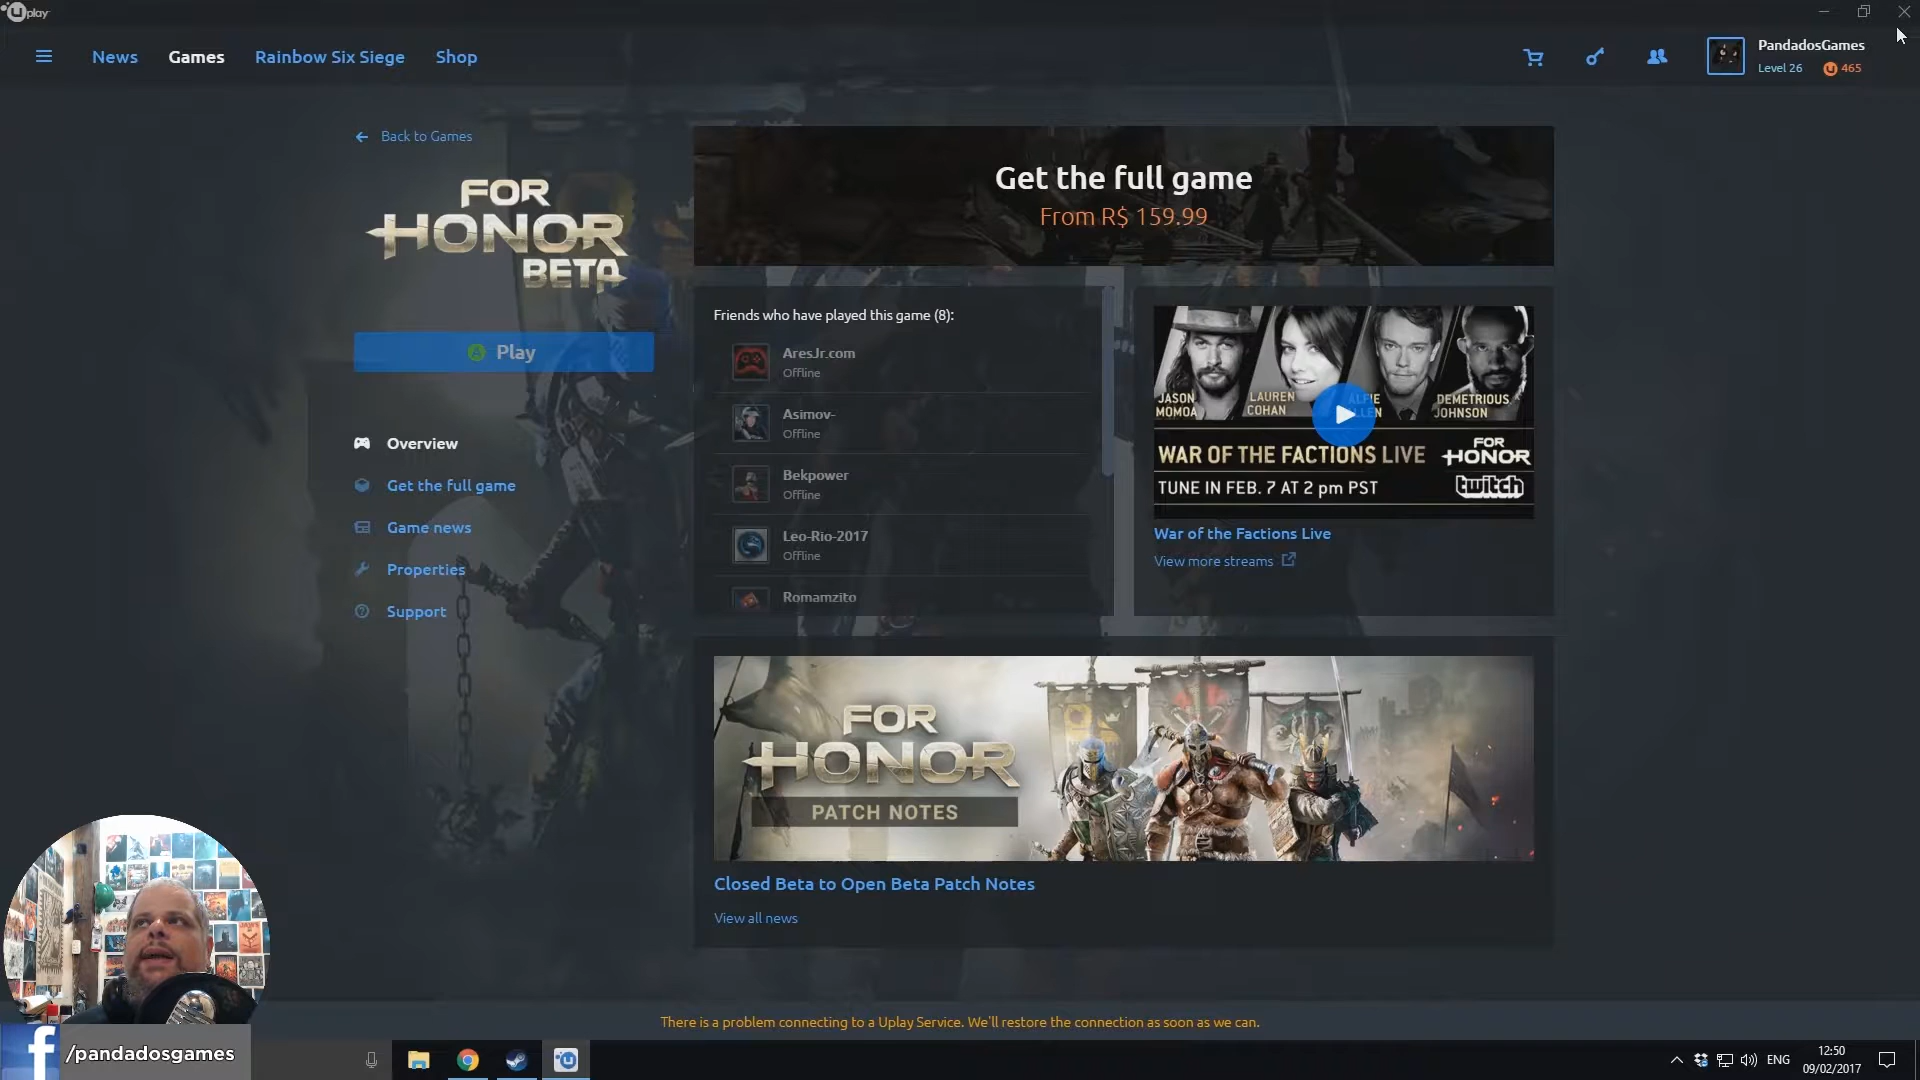 uplay
News
Games
Rainbow Six Siege
Shop
PandadosGames
Level 26
465
Back to Games
FOR
HONOR
BETA
Play
Overview
Get the full game
Game news
Properties
Support
Get the full game
From R$ 159.99
Friends who have played this game (8):
AresJr.com
Offline
Asimov-
Offline
Bekpower
Offline
Leo-Rio-2017
Offline
Romamzito
JASON
MOMOA
LAUREN
COHAN
DEMETRIOUS
JOHNSON
WAR OF THE FACTIONS LIVE
FOR
HONOR
TUNE IN FEB. 7 AT 2 pm PST
twitch
War of the Factions Live
View more streams
FOR
HONOR
PATCH NOTES
Closed Beta to Open Beta Patch Notes
View all news
There is a problem connecting to a Uplay Service. We'll restore the connection as soon as we can.
f /pandadosgames
ENG
12:50
09/02/2017